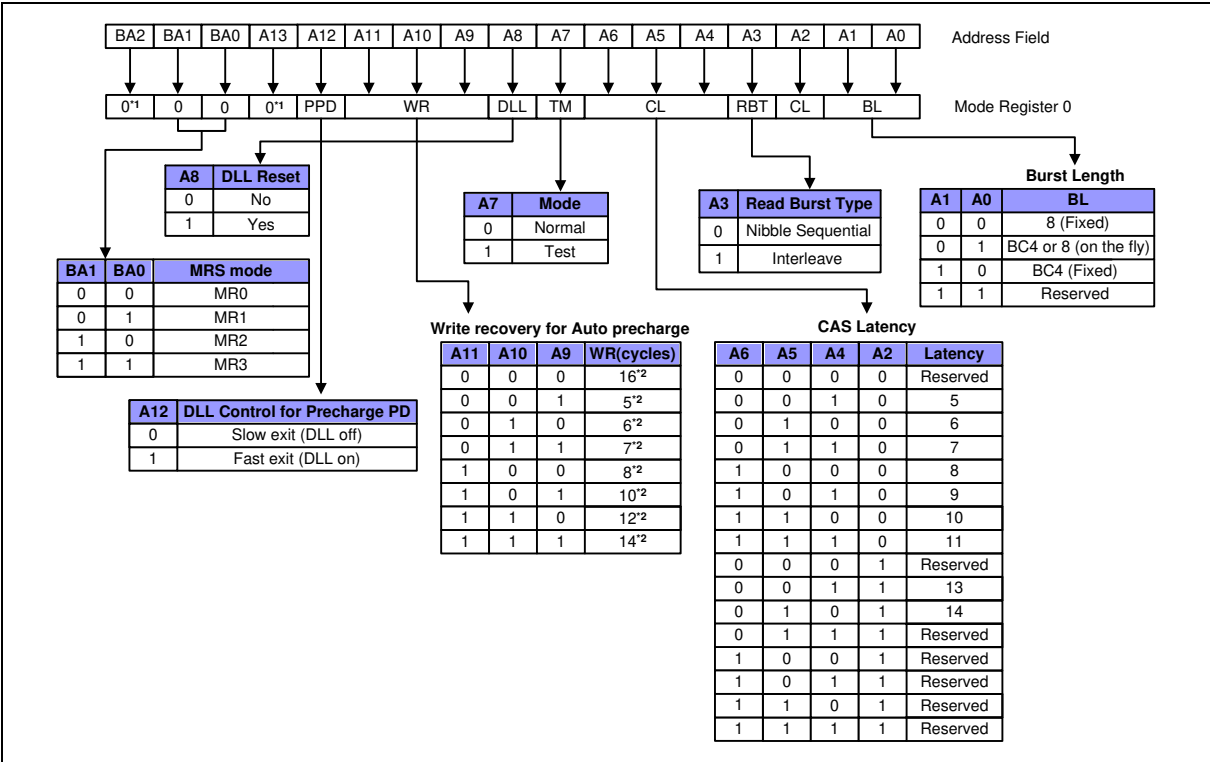 BA2 BA1 BA0 A13 A12 A11 A10 A9 A8 A7 A6 A5 A4 A3 A2 A1 A0 Address Field
0*1 0 0 0*1 PPD WR DLL TM CL RBT CL BL Mode Register 0
A8 DLL Reset
0 No
1 Yes
A7 Mode
0 Normal
1 Test
A3 Read Burst Type
0 Nibble Sequential
1 Interleave
Burst Length
A1 A0 BL
0 0 8 (Fixed)
0 1 BC4 or 8 (on the fly)
1 0 BC4 (Fixed)
1 1 Reserved
BA1 BA0 MRS mode
0 0 MR0
0 1 MR1
1 0 MR2
1 1 MR3
A12 DLL Control for Precharge PD
0 Slow exit (DLL off)
1 Fast exit (DLL on)
Write recovery for Auto precharge
A11 A10 A9 WR(cycles)
0 0 0 16*2
0 0 1 5*2
0 1 0 6*2
0 1 1 7*2
1 0 0 8*2
1 0 1 10*2
1 1 0 12*2
1 1 1 14*2
CAS Latency
A6 A5 A4 A2 Latency
0 0 0 0 Reserved
0 0 1 0 5
0 1 0 0 6
0 1 1 0 7
1 0 0 0 8
1 0 1 0 9
1 1 0 0 10
1 1 1 0 11
0 0 0 1 Reserved
0 0 1 1 13
0 1 0 1 14
0 1 1 1 Reserved
1 0 0 1 Reserved
1 0 1 1 Reserved
1 1 0 1 Reserved
1 1 1 1 Reserved